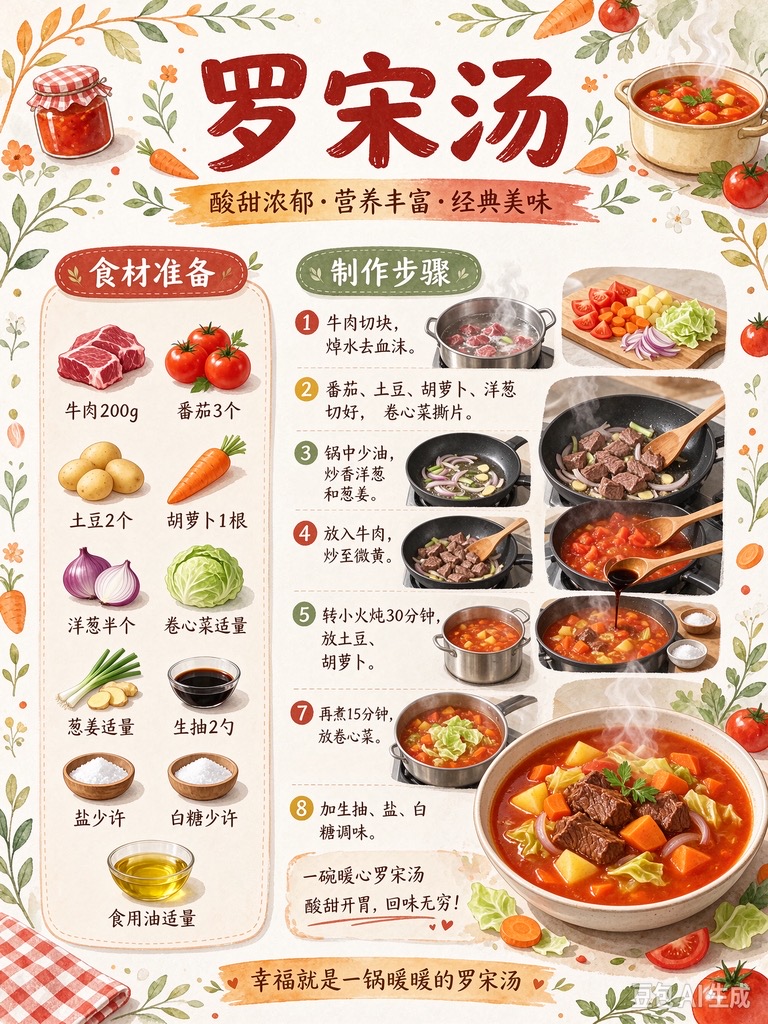 罗宋汤
酸甜浓郁·营养丰富·经典美味
食材准备
牛肉200g
番茄3个
土豆2个
胡萝卜1根
洋葱半个
卷心菜适量
葱姜适量
生抽2勺
盐少许
白糖少许
食用油适量
制作步骤
1 牛肉切块，
焯水去血沫。
2 番茄、土豆、胡萝卜、洋葱
切好， 卷心菜撕片。
3 锅中少油，
炒香洋葱
和葱姜。
4 放入牛肉，
炒至微黄。
5 转小火炖30分钟，
放土豆、
胡萝卜。
7 再煮15分钟，
放卷心菜。
8 加生抽、盐、白
糖调味。
一碗暖心罗宋汤
酸甜开胃，回味无穷！
幸福就是一锅暖暖的罗宋汤
豆包AI生成